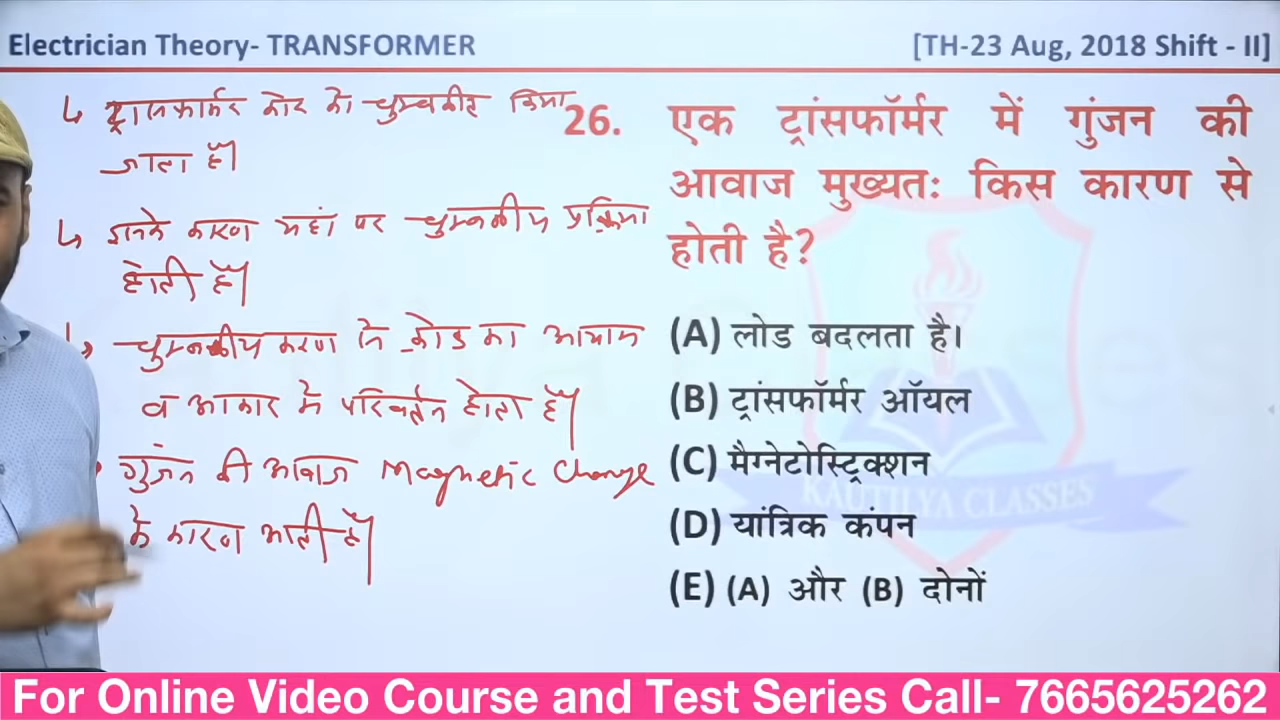 Electrician Theory- TRANSFORMER
[TH-23 Aug, 2018 Shift - II]
ट्रांसफार्मर कोर को चुम्बकीत किया
जाता है।
इसके कारण यहां पर चुम्बकीय प्रक्रिया
होती है।
चुम्बकीय करण से कोड का आयाम
व आकार में परिवर्तन होता है।
गुंजन की आवाज Magnetic Change
के कारण आती है।
26. एक ट्रांसफॉर्मर में गुंजन की
आवाज मुख्यतः किस कारण से
होती है?
(A) लोड बदलता है।
(B) ट्रांसफॉर्मर ऑयल
(C) मैग्नेटोस्ट्रिक्शन
(D) यांत्रिक कंपन
(E) (A) और (B) दोनों
KAUTILYA CLASSES
For Online Video Course and Test Series Call- 7665625262